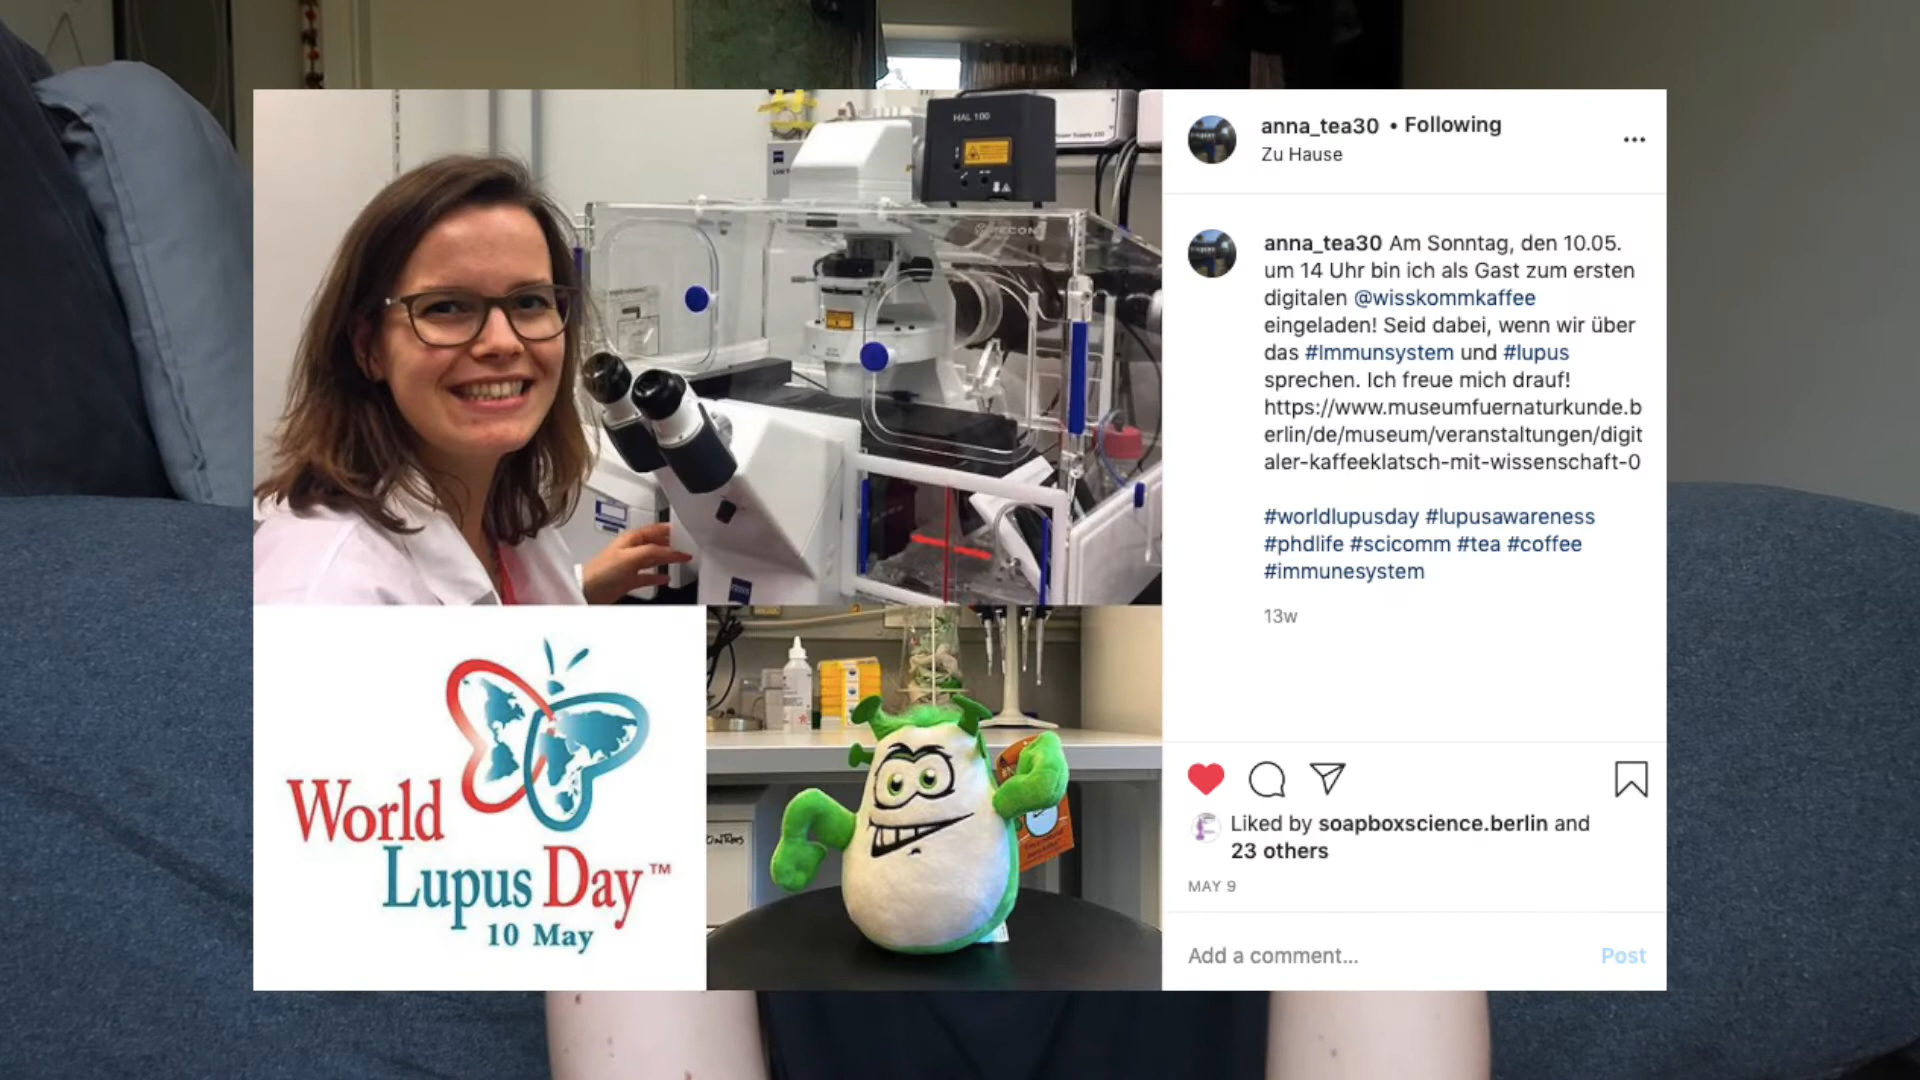 HAL 100
PECON
anna_tea30 • Following
Zu Hause
anna_tea30 Am Sonntag, den 10.05.
um 14 Uhr bin ich als Gast zum ersten
digitalen @wisskommkaffee
eingeladen! Seid dabei, wenn wir über
das #Immunsystem und #lupus
sprechen. Ich freue mich drauf!
https://www.museumfuernaturkunde.b
erlin/de/museum/veranstaltungen/digit
aler-kaffeeklatsch-mit-wissenschaft-0
#worldlupusday #lupusawareness
#phdlife #scicomm #tea #coffee
#immunesystem
13w
World
Lupus Day™
10 May
Liked by soapboxscience.berlin and
23 others
MAY 9
Add a comment...
Post